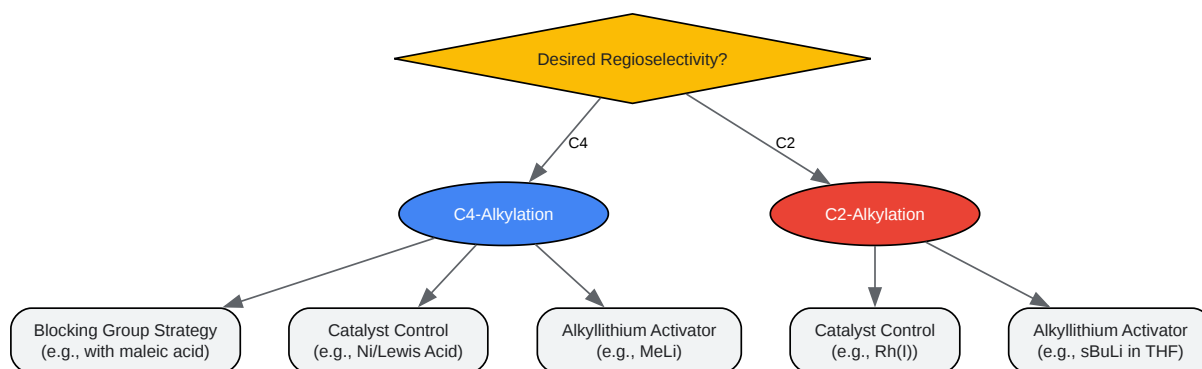 Desired Regioselectivity?
C4
C2
C4-Alkylation
C2-Alkylation
Blocking Group Strategy
(e.g., with maleic acid)
Catalyst Control
(e.g., Ni/Lewis Acid)
Alkyllithium Activator
(e.g., MeLi)
Catalyst Control
(e.g., Rh(I))
Alkyllithium Activator
(e.g., sBuLi in THF)